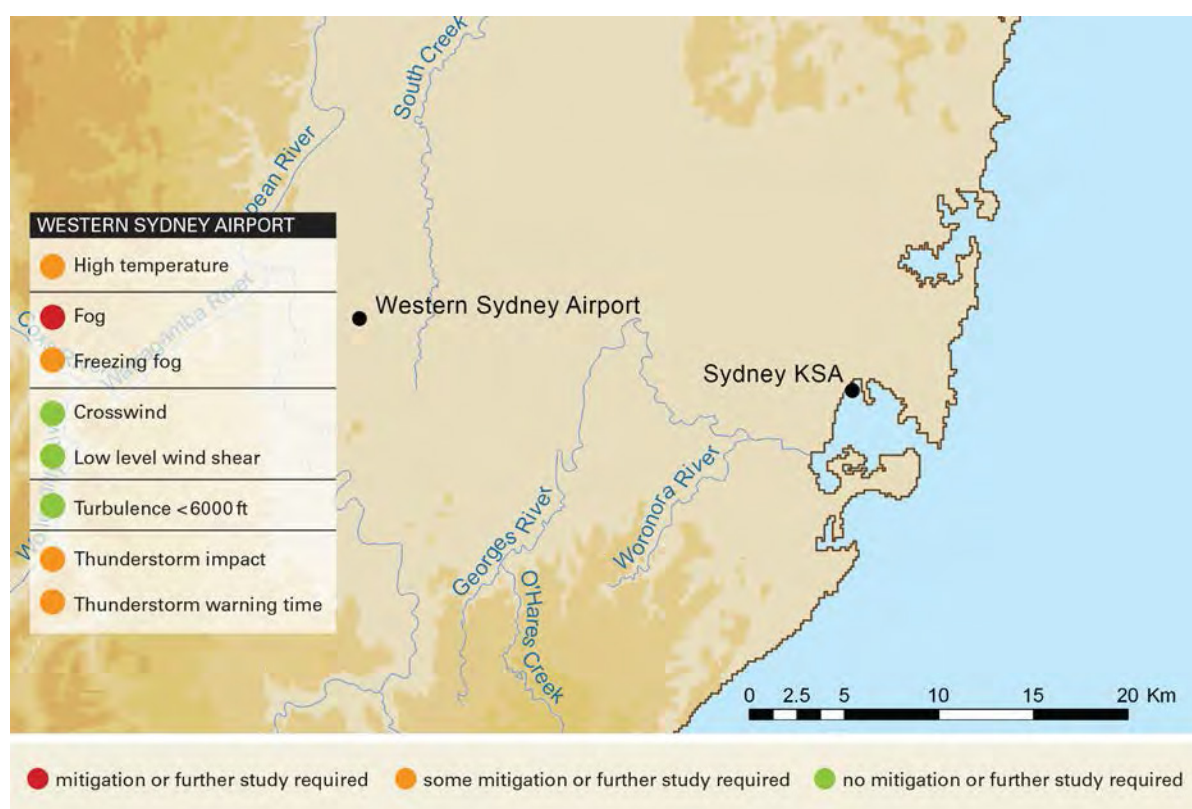 South Creek
pean River
WESTERN SYDNEY AIRPORT
High temperature
Fog
Freezing fog
Crosswind
Low level wind shear
Turbulence <6000 ft
Thunderstorm impact
Thunderstorm warning time
River
Western Sydney Airport
Sydney KSA
Georges River
Woronora River
O'Hares Creek
0 2.5 5 10 15 20 Km
mitigation or further study required
some mitigation or further study required
no mitigation or further study required